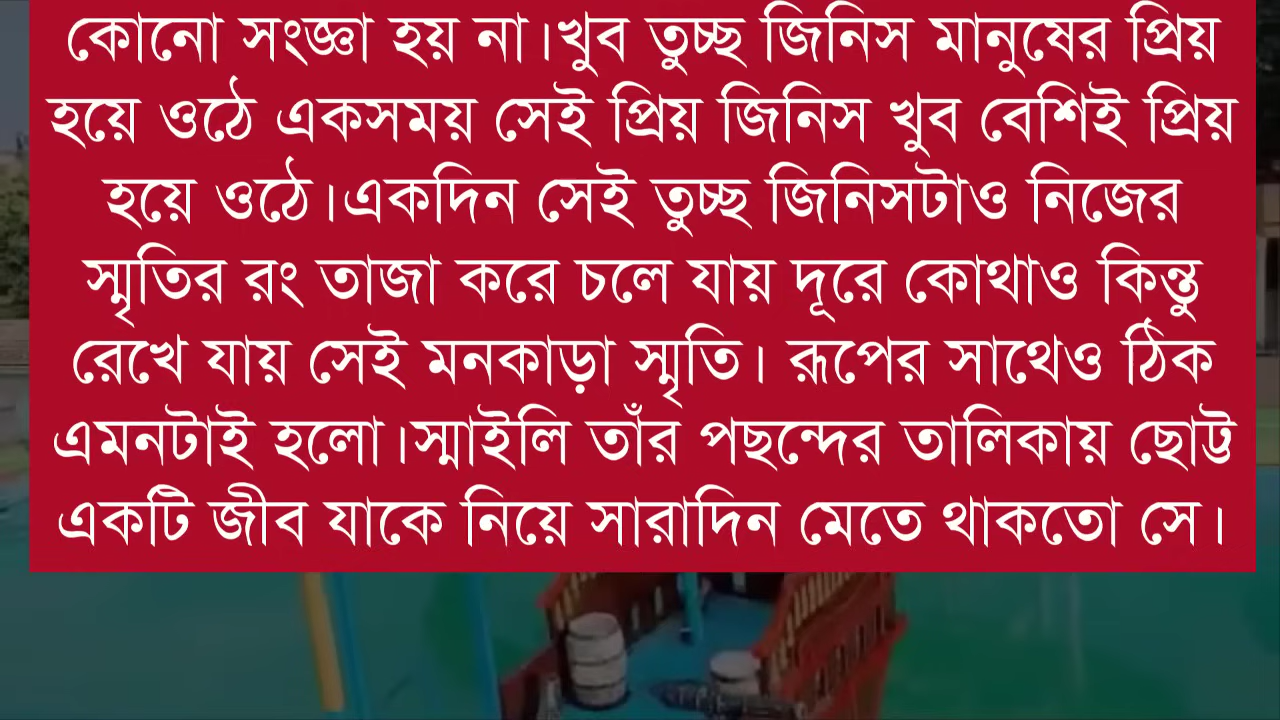 কোনো সংজ্ঞা হয় না।খুব তুচ্ছ জিনিস মানুষের প্রিয়
হয়ে ওঠে একসময় সেই প্রিয় জিনিস খুব বেশিই প্রিয়
হয়ে ওঠে।একদিন সেই তুচ্ছ জিনিসটাও নিজের
স্মৃতির রং তাজা করে চলে যায় দূরে কোথাও কিন্তু
রেখে যায় সেই মনকাড়া স্মৃতি। রূপের সাথেও ঠিক
এমনটাই হলো।স্মাইলি তাঁর পছন্দের তালিকায় ছোট্ট
একটি জীব যাকে নিয়ে সারাদিন মেতে থাকতো সে।